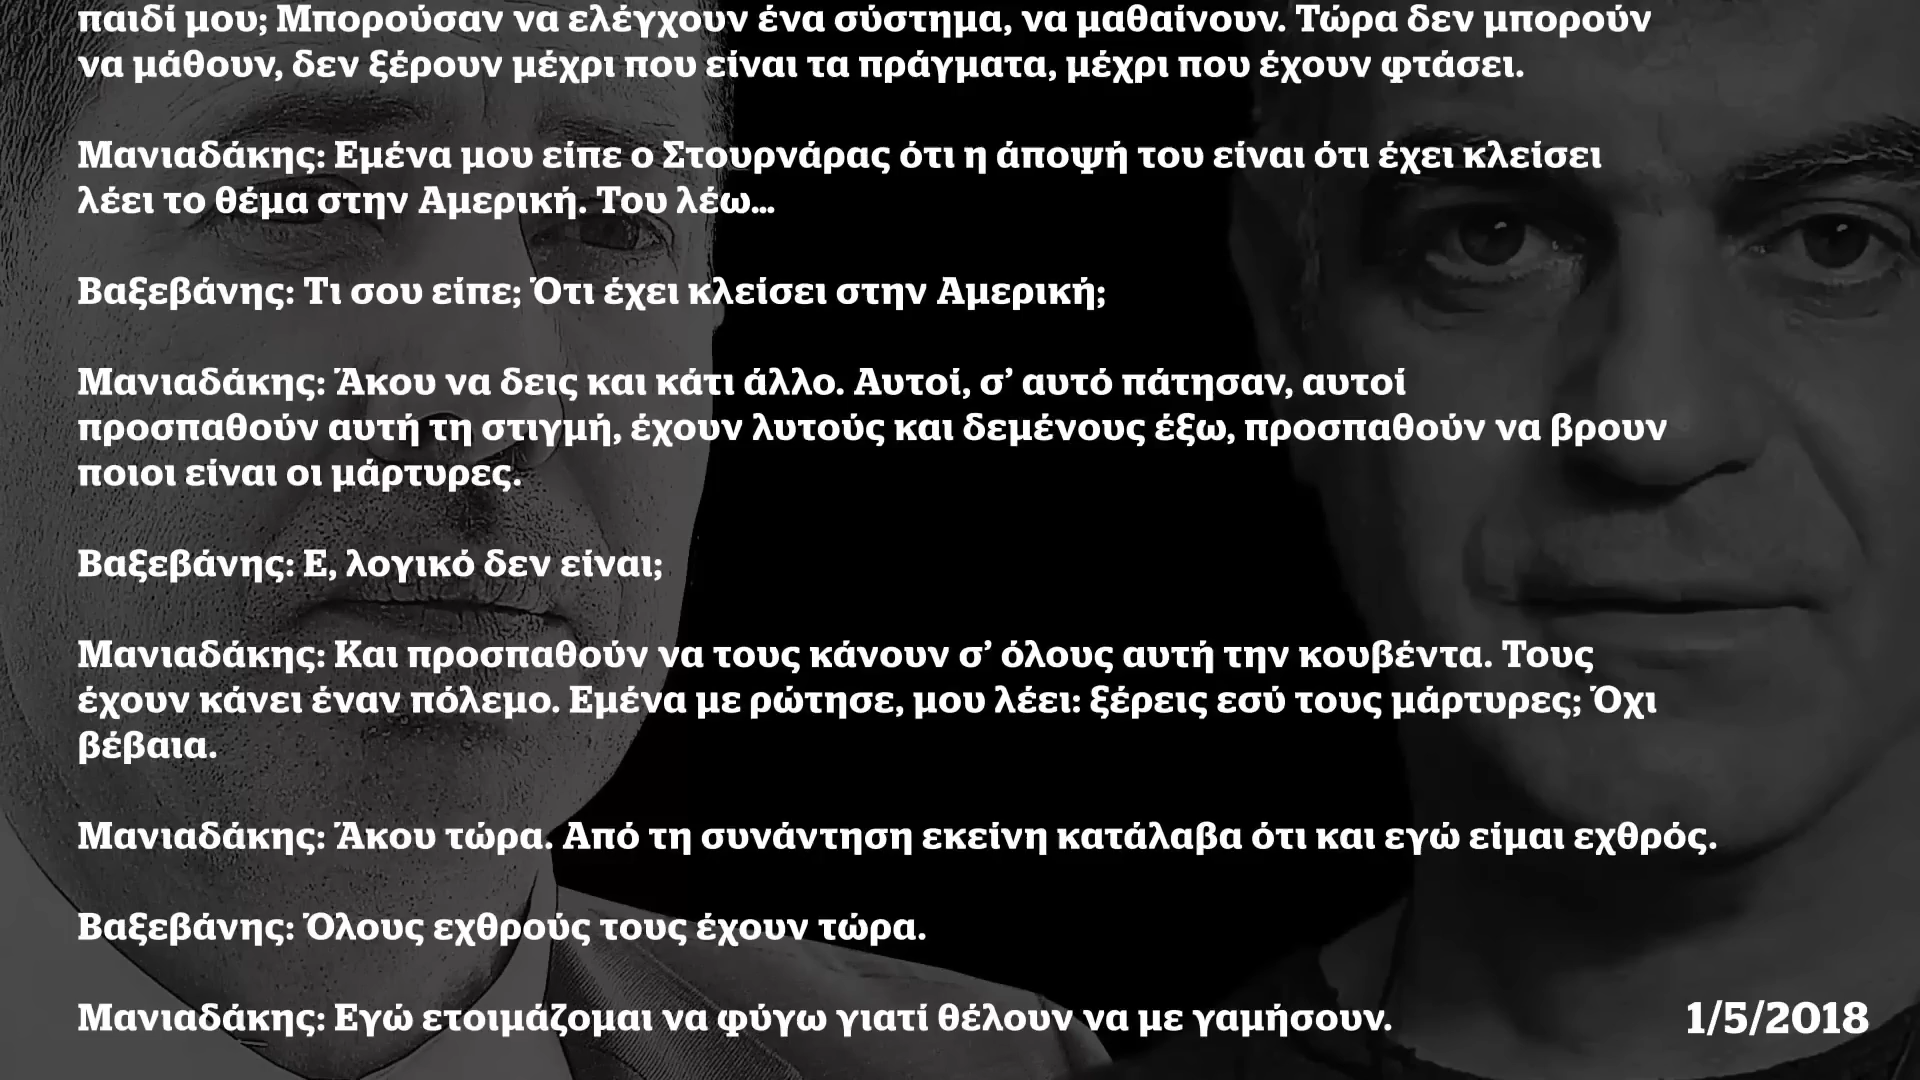 παιδί μου; Μπορούσαν να ελέγχουν ένα σύστημα, να μαθαίνουν. Τώρα δεν μπορούν
να μάθουν, δεν ξέρουν μέχρι που είναι τα πράγματα, μέχρι που έχουν φτάσει.
Μανιαδάκης: Εμένα μου είπε ο Στουρνάρας ότι η άποψή του είναι ότι έχει κλείσει
λέει το θέμα στην Αμερική. Του λέω...
Βαξεβάνης: Τι σου είπε; Ότι έχει κλείσει στην Αμερική;
Μανιαδάκης: Άκου να δεις και κάτι άλλο. Αυτοί, σ’ αυτό πάτησαν, αυτοί
προσπαθούν αυτή τη στιγμή, έχουν λυτούς και δεμένους έξω, προσπαθούν να βρουν
ποιοι είναι οι μάρτυρες.
Βαξεβάνης: Ε, λογικό δεν είναι;
Μανιαδάκης: Και προσπαθούν να τους κάνουν σ’ όλους αυτή την κουβέντα. Τους
έχουν κάνει έναν πόλεμο. Εμένα με ρώτησε, μου λέει: ξέρεις εσύ τους μάρτυρες; Όχι
βέβαια.
Μανιαδάκης: Άκου τώρα. Από τη συνάντηση εκείνη κατάλαβα ότι και εγώ είμαι εχθρός.
Βαξεβάνης: Όλους εχθρούς τους έχουν τώρα.
Μανιαδάκης: Εγώ ετοιμάζομαι να φύγω γιατί θέλουν να με γαμήσουν.
1/5/2018